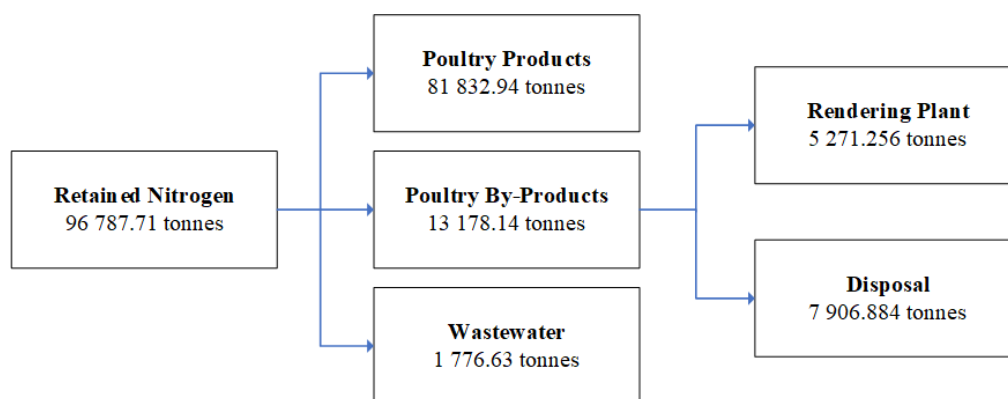 Retained Nitrogen
96 787.71 tonnes
Poultry Products
81 832.94 tonnes
Poultry By-Products
13 178.14 tonnes
Wastewater
1 776.63 tonnes
Rendering Plant
5 271.256 tonnes
Disposal
7 906.884 tonnes